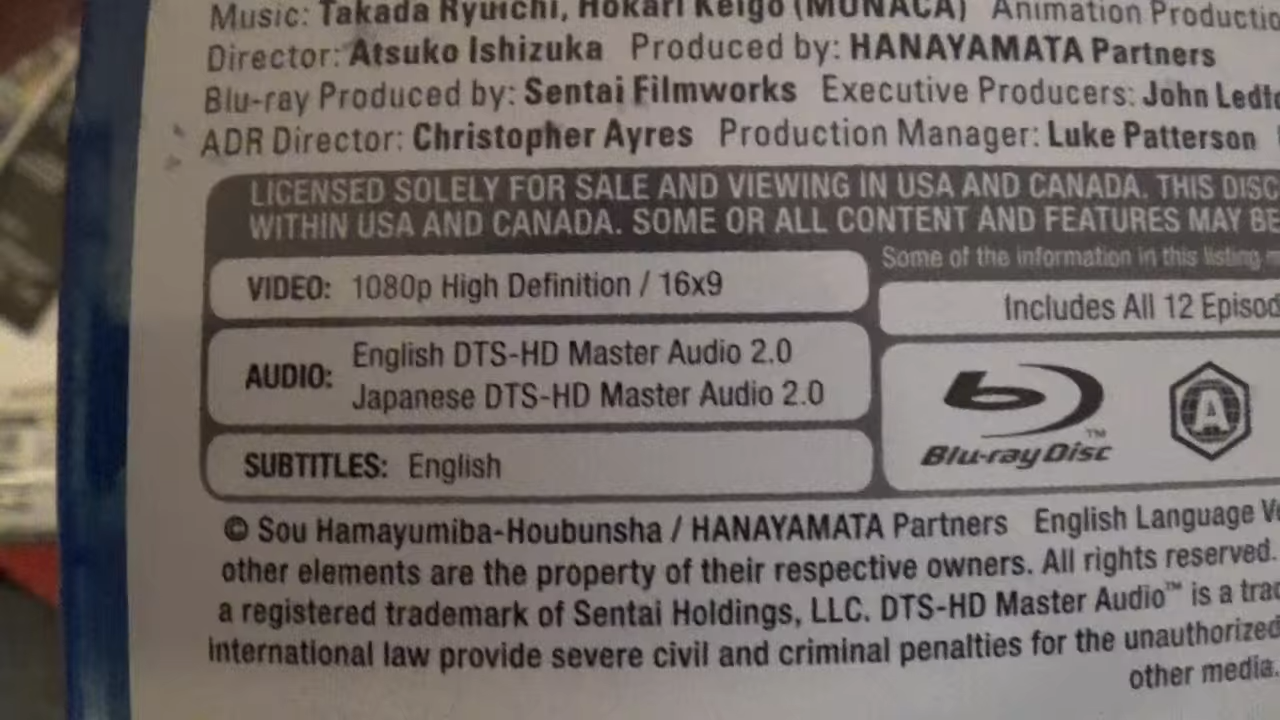 Music: Takada Ryuichi, Hokari Keigo (MONACA) Animation Productio
Director: Atsuko Ishizuka Produced by: HANAYAMATA Partners
Blu-ray Produced by: Sentai Filmworks Executive Producers: John Ledfo
ADR Director: Christopher Ayres Production Manager: Luke Patterson
LICENSED SOLELY FOR SALE AND VIEWING IN USA AND CANADA. THIS DISC
WITHIN USA AND CANADA. SOME OR ALL CONTENT AND FEATURES MAY BE
Some of the information in this listing m
VIDEO: 1080p High Definition / 16x9
Includes All 12 Episod
AUDIO: English DTS-HD Master Audio 2.0
Japanese DTS-HD Master Audio 2.0
Blu-ray Disc™
A
SUBTITLES: English
© Sou Hamayumiba-Houbunsha / HANAYAMATA Partners English Language Ve
other elements are the property of their respective owners. All rights reserved.
a registered trademark of Sentai Holdings, LLC. DTS-HD Master Audio™ is a trad
International law provide severe civil and criminal penalties for the unauthorized
other media.